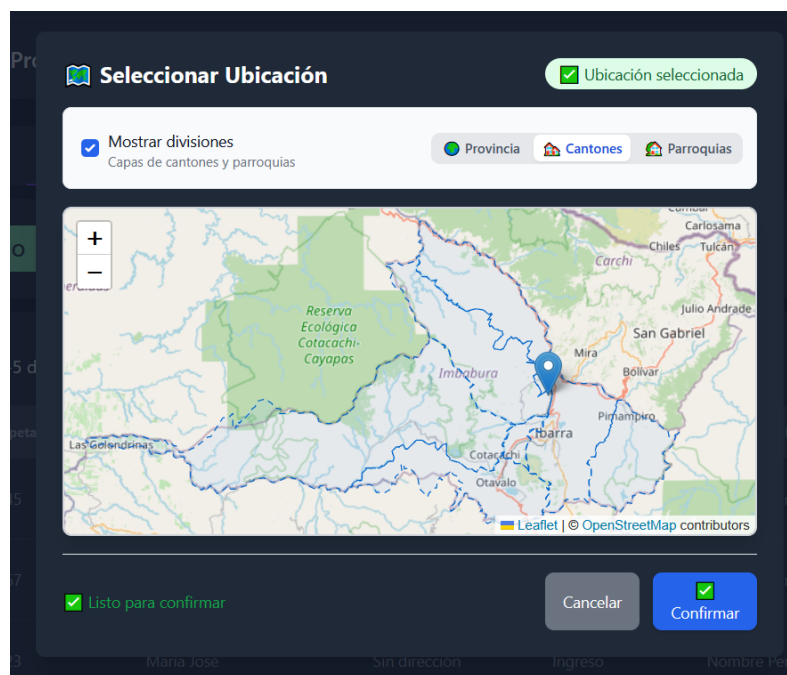 Seleccionar Ubicación
Ubicación seleccionada
Mostrar divisiones
Capas de cantones y parroquias
Provincia
Cantones
Parroquias
+
−
Carlosama
Chiles
Tulcán
Carchi
Reserva
Ecológica
Cotacachi-
Cayapas
Julio Andrade
San Gabriel
Mira
Bolívar
Imbabura
Pimampiro
Ibarra
Las Golondrinas
Cotacachi
Otavalo
Leaflet | © OpenStreetMap contributors
Listo para confirmar
Cancelar
Confirmar
María José
Sin dirección
Ingreso